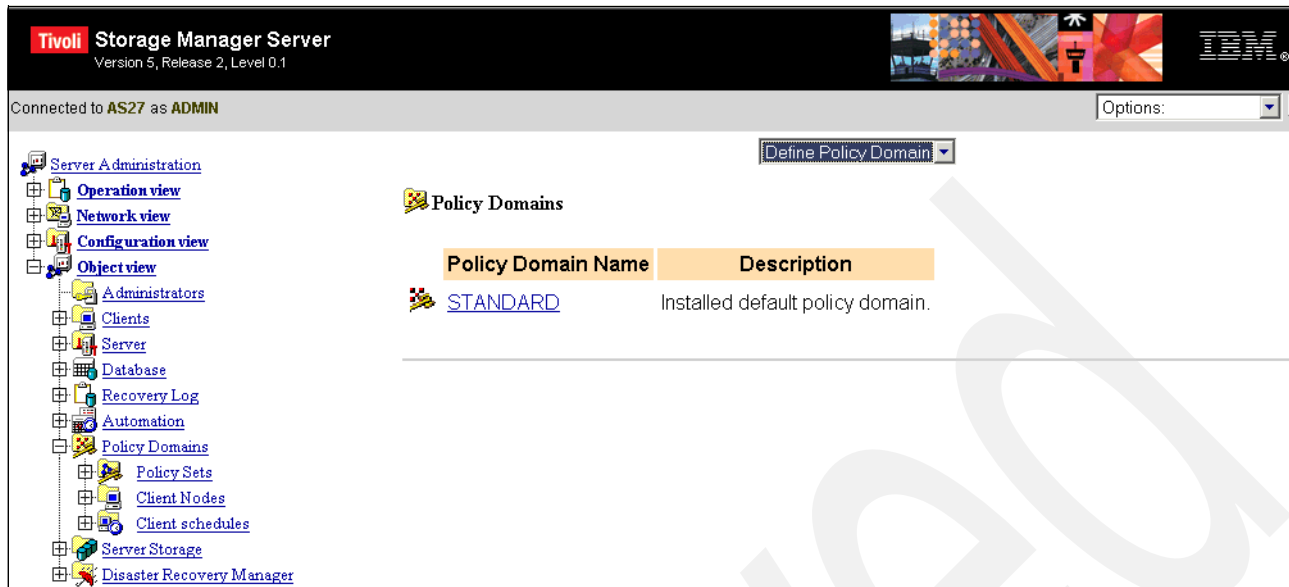 Tivoli Storage Manager Server
Version 5, Release 2, Level 0.1
IBM®
Connected to AS27 as ADMIN
Options:
Define Policy Domain
Server Administration
Operation view
Network view
Configuration view
Object view
Administrators
Clients
Server
Database
Recovery Log
Automation
Policy Domains
Policy Sets
Client Nodes
Client schedules
Server Storage
Disaster Recovery Manager
Policy Domains
Policy Domain Name Description
STANDARD Installed default policy domain.